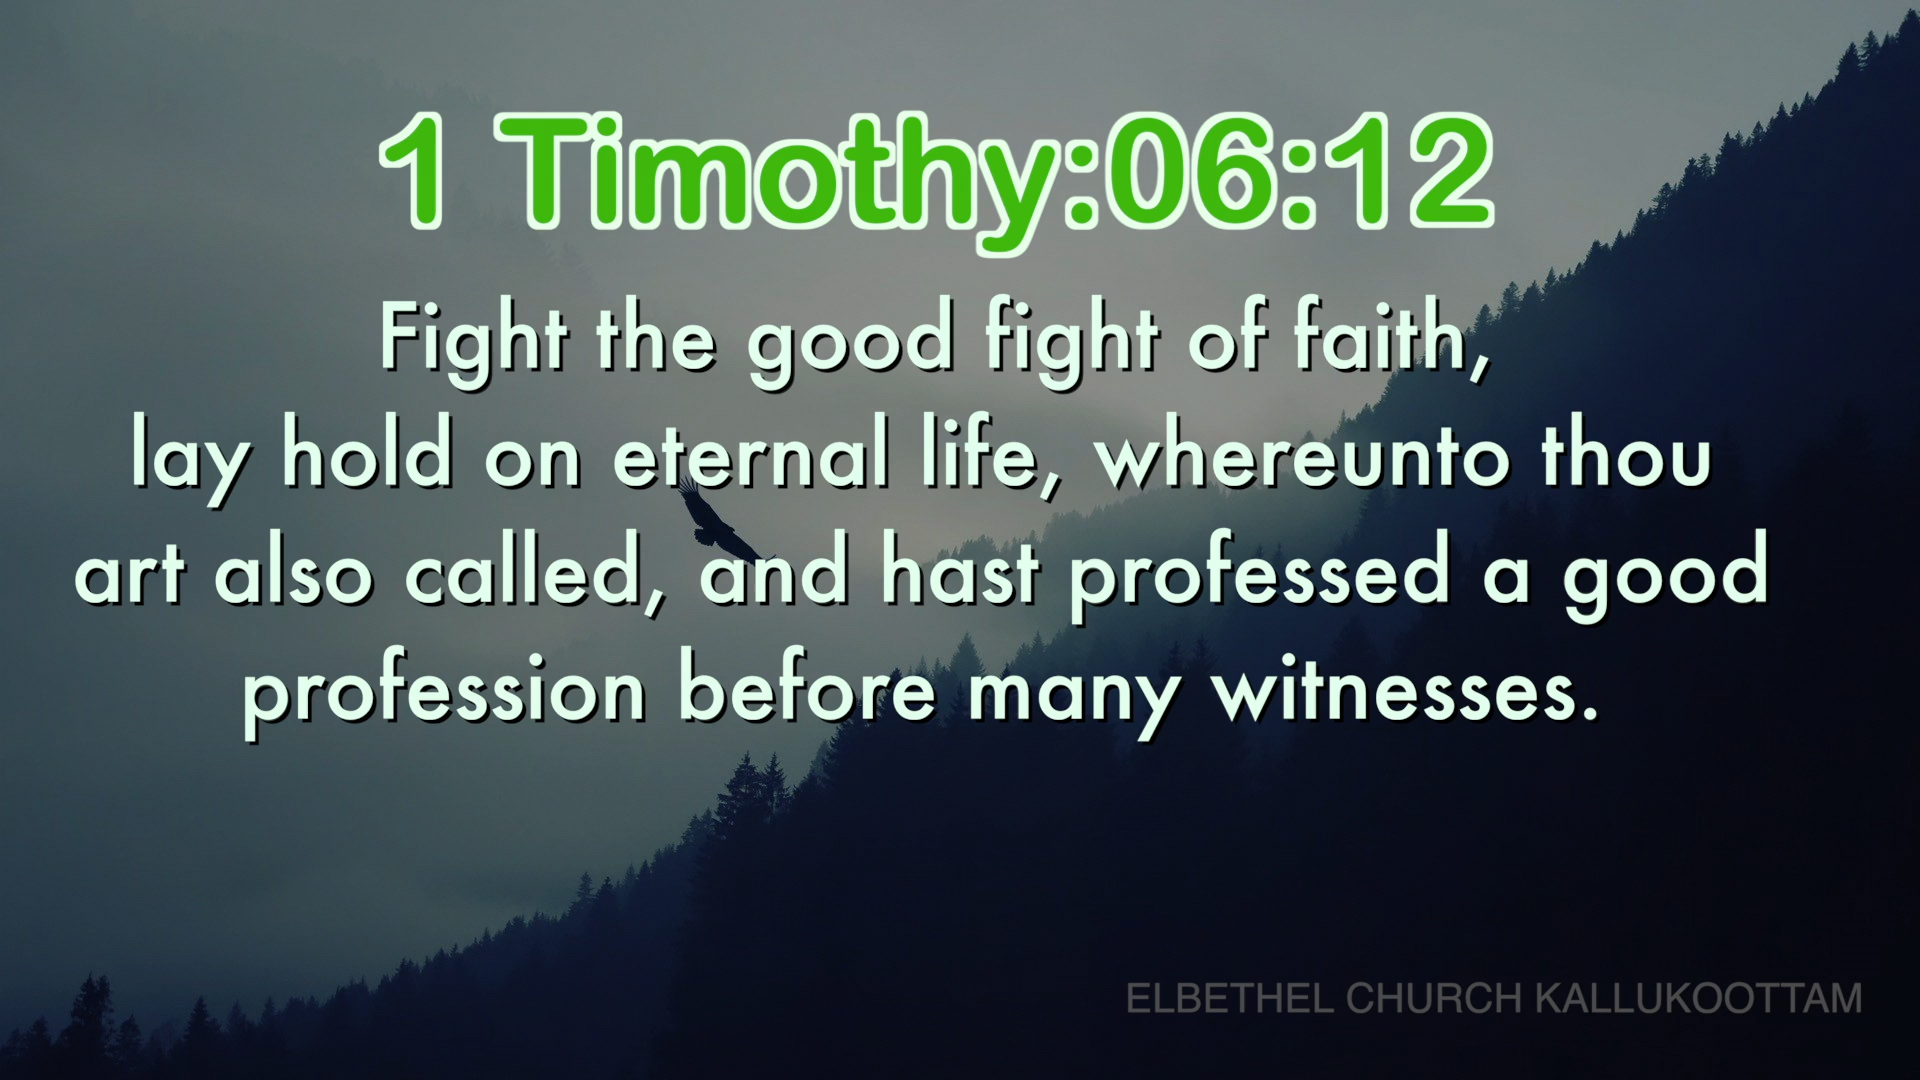 1 Timothy:06:12
Fight the good fight of faith,
lay hold on eternal life, whereunto thou
art also called, and hast professed a good
profession before many witnesses.
ELBETHEL CHURCH KALLUKOOTTAM